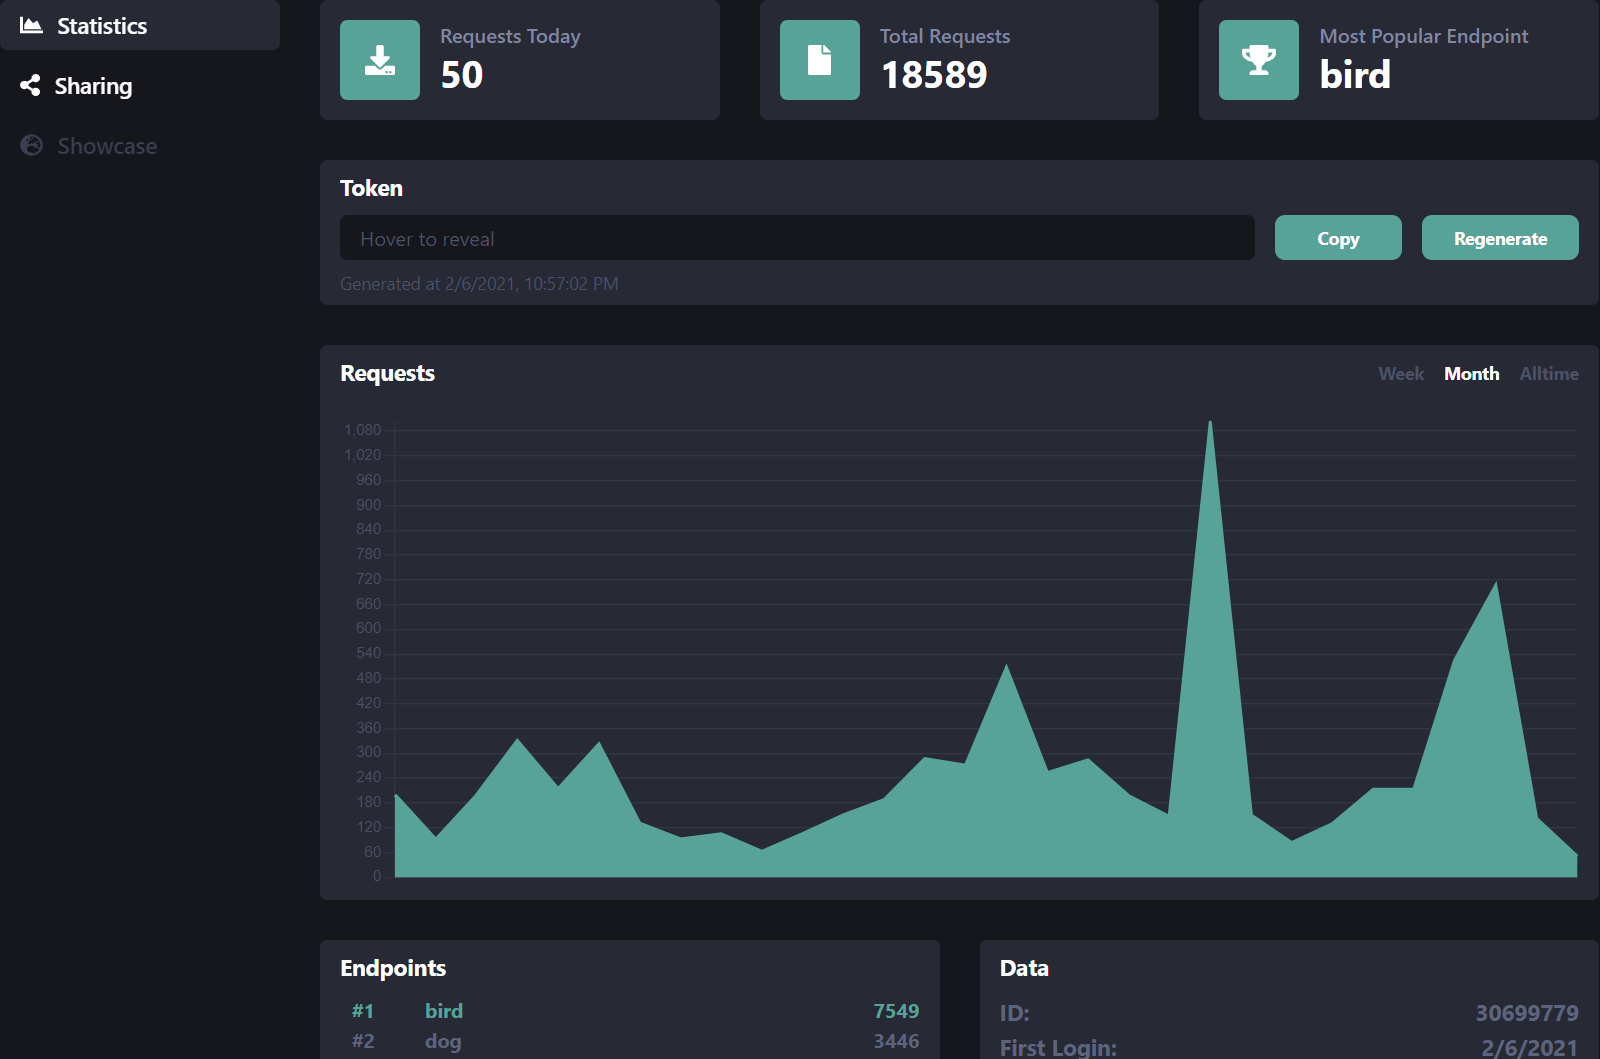 Statistics
Sharing
Showcase
Requests Today
50
Total Requests
18589
Most Popular Endpoint
bird
Token
Hover to reveal
Copy
Regenerate
Generated at 2/6/2021, 10:57:02 PM
Requests
Week Month Alltime
1,080
1,020
960
900
840
780
720
660
600
540
480
420
360
300
240
180
120
60
0
Endpoints
#1 bird 7549
#2 dog 3446
Data
ID: 30699779
First Login: 2/6/2021